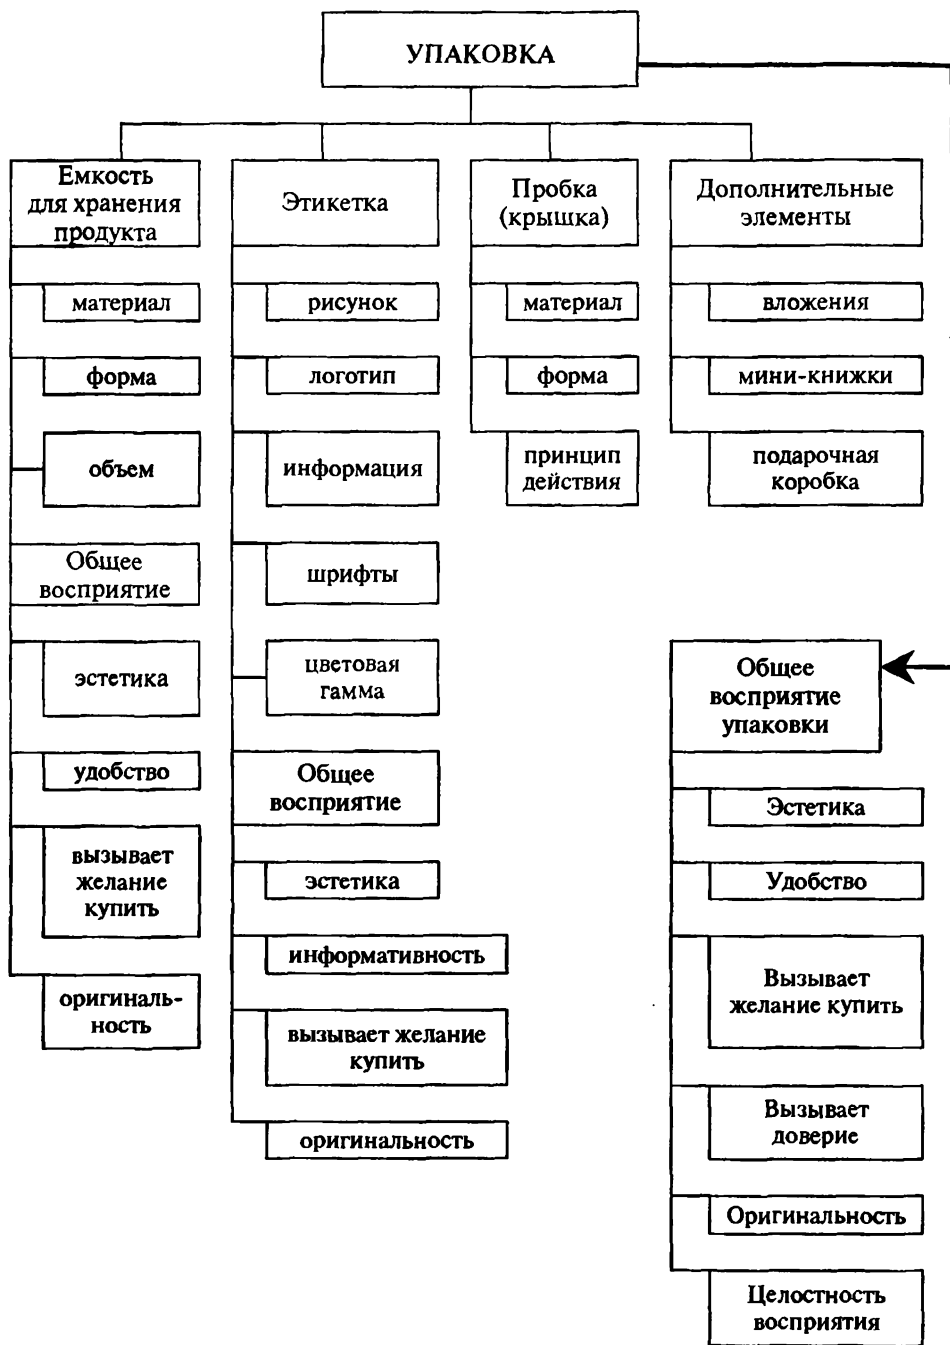 УПАКОВКА
Емкость
для хранения
продукта
материал
форма
объем
Общее
восприятие
эстетика
удобство
вызывает
желание
купить
оригиналь-
ность
Этикетка
рисунок
логотип
информация
шрифты
цветовая
гамма
Общее
восприятие
эстетика
информативность
вызывает желание
купить
оригинальность
Пробка
(крышка)
материал
форма
принцип
действия
Дополнительные
элементы
вложения
мини-книжки
подарочная
коробка
Общее
восприятие
упаковки
Эстетика
Удобство
Вызывает
желание купить
Вызывает
доверие
Оригинальность
Целостность
восприятия